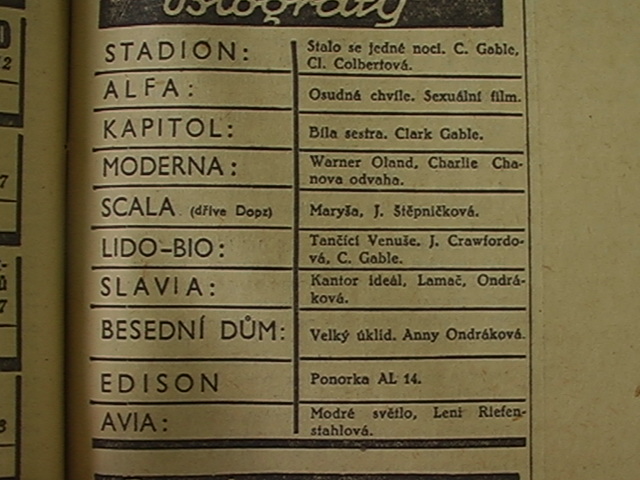 Biografy
STADION:
Stalo se jedné noci. C. Gable,
Cl. Colbertová.
ALFA:
Osudná chvíle. Sexuální film.
KAPITOL:
Bílá sestra. Clark Gable.
MODERNA:
Warner Oland, Charlie Cha-
nova odvaha.
SCALA (dříve Dopz)
Maryša, J. Štěpničková.
LIDO-BIO:
Tančící Venuše. J. Crawfordo-
vá, C. Gable.
SLAVIA:
Kantor ideál, Lamač, Ondrá-
ková.
BESEDNÍ DŮM:
Velký úklid. Anny Ondráková.
EDISON
Ponorka AL 14.
AVIA:
Modré světlo, Leni Riefen-
stahlová.